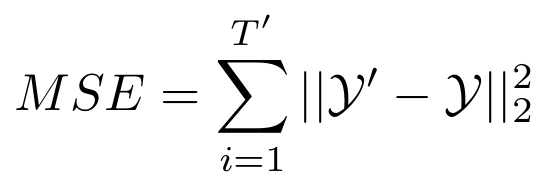 $MSE = \sum_{i=1}^{T'} ||\mathcal{Y}' - \mathcal{Y}||_2^2$